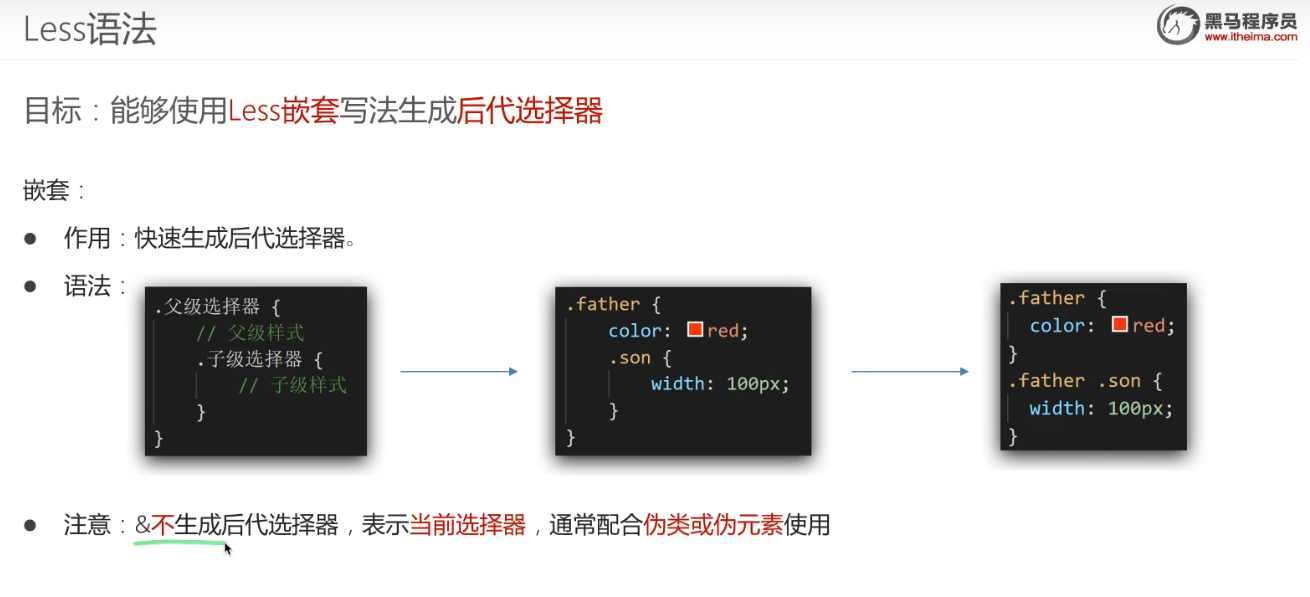 Less语法
黑马程序员
www.itheima.com
目标：能够使用Less嵌套写法生成后代选择器
嵌套：
● 作用：快速生成后代选择器。
● 语法：
.父级选择器 {
// 父级样式
.子级选择器 {
// 子级样式
}
}
.father {
color: red;
.son {
width: 100px;
}
}
.father {
color: red;
}
.father .son {
width: 100px;
}
● 注意：&不生成后代选择器，表示当前选择器，通常配合伪类或伪元素使用